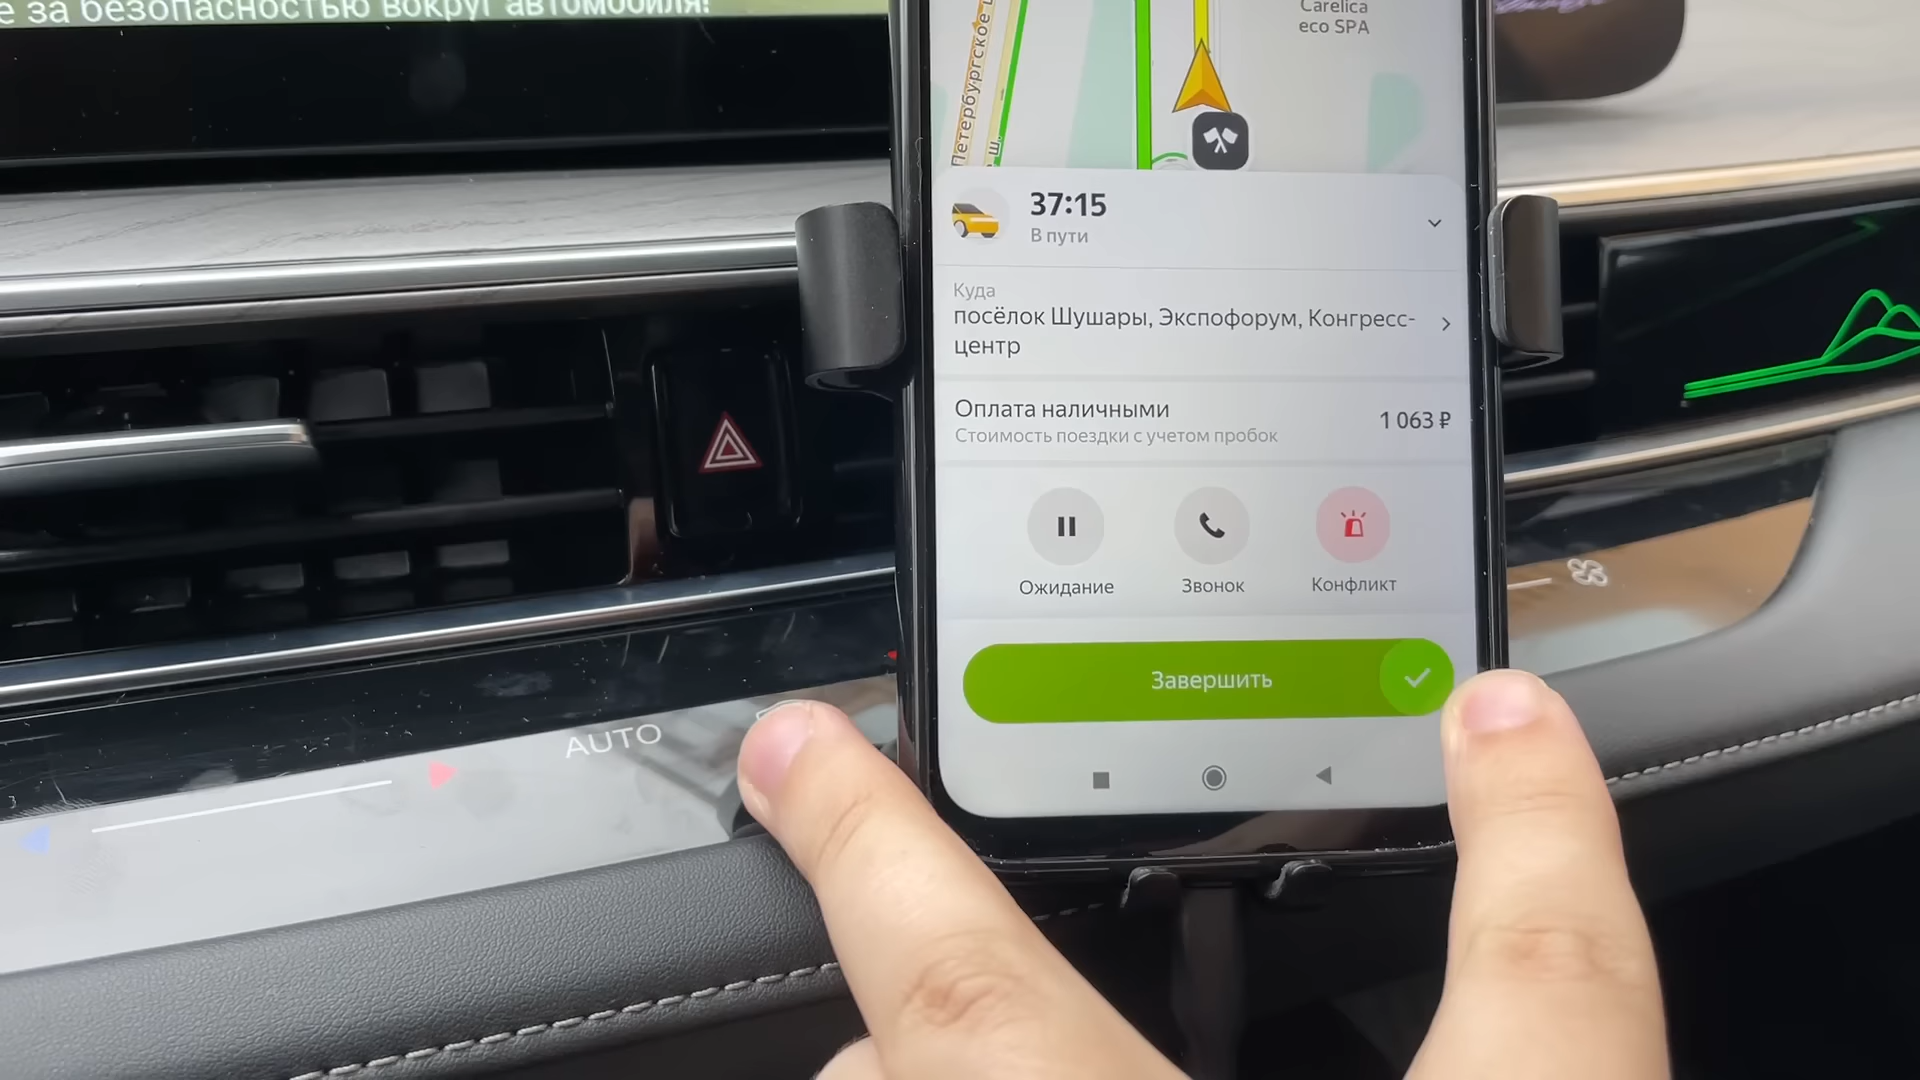 е за безопасностью вокруг автомобиля!
Carelica
eco SPA
Петербургское
ш.
37:15
В пути
Куда
посёлок Шушары, Экспофорум, Конгресс-
центр
Оплата наличными
1 063 ₽
Стоимость поездки с учетом пробок
Ожидание
Звонок
Конфликт
Завершить
AUTO